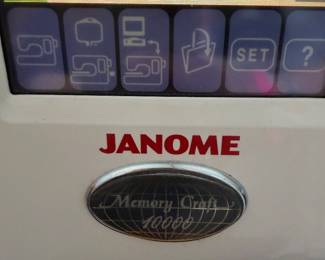 SET ?
JANOME
Memory Craft
10000